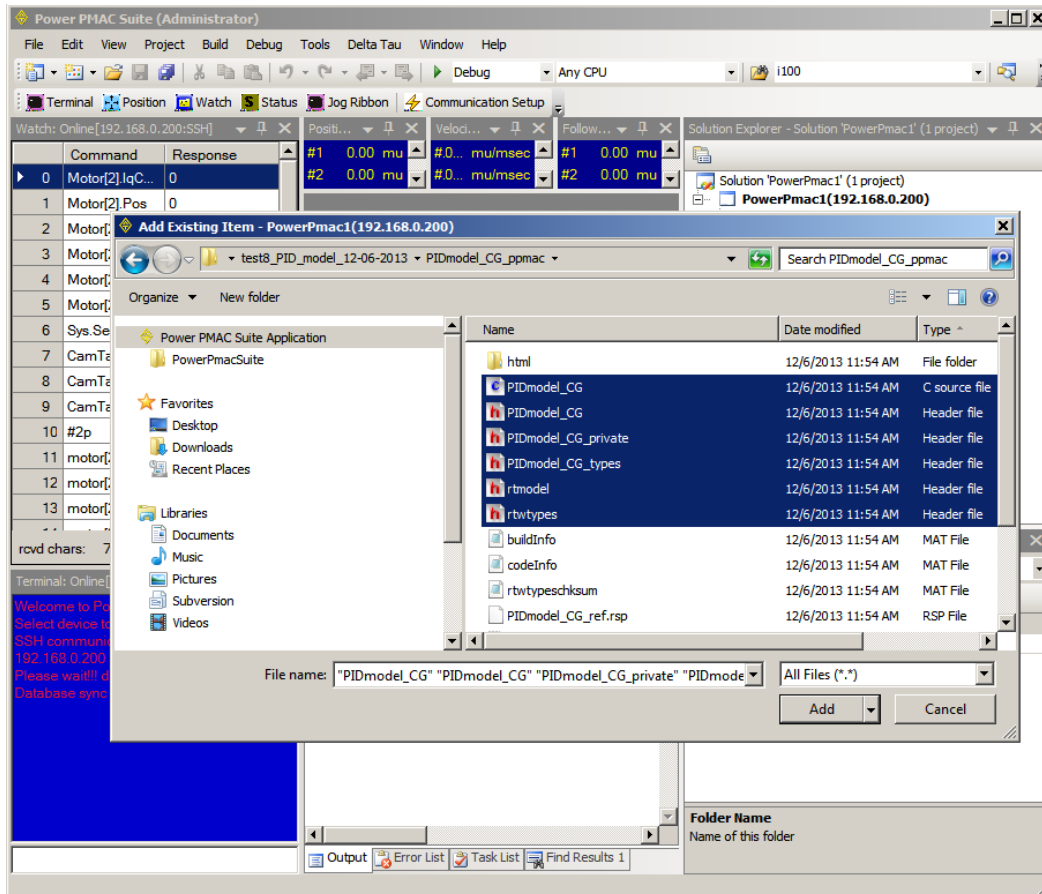 Power PMAC Suite (Administrator)
File Edit View Project Build Debug Tools Delta Tau Window Help
Debug Any CPU i100
Terminal Position Watch Status Jog Ribbon Communication Setup
Watch: Online[192.168.0.200:SSH] Positi... Veloci... Follow... Solution Explorer - Solution 'PowerPmac1' (1 project)
Command Response
#1 0.00 mu #.0... mu/msec #1 0.00 mu
#2 0.00 mu #.0... mu/msec #2 0.00 mu
0 Motor[2].IqC... 0
1 Motor[2].Pos 0
Solution 'PowerPmac1' (1 project)
PowerPmac1(192.168.0.200)
2 Motor[
3 Motor[
4 Motor[
5 Motor[
6 Sys.Se
7 CamTa
8 CamTa
9 CamTa
10 #2p
11 motor[
12 motor[
13 motor[
rcvd chars: 7
Terminal: Online[
Welcome to Po
Select device to
SSH communic
192.168.0.200
Please wait!!! d
Database sync
Add Existing Item - PowerPmac1(192.168.0.200)
test8_PID_model_12-06-2013 PIDmodel_CG_ppmac Search PIDmodel_CG_ppmac
Organize New folder
Power PMAC Suite Application
PowerPmacSuite
Favorites
Desktop
Downloads
Recent Places
Libraries
Documents
Music
Pictures
Subversion
Videos
Name Date modified Type
html 12/6/2013 11:54 AM File folder
PIDmodel_CG 12/6/2013 11:54 AM C source file
PIDmodel_CG 12/6/2013 11:54 AM Header file
PIDmodel_CG_private 12/6/2013 11:54 AM Header file
PIDmodel_CG_types 12/6/2013 11:54 AM Header file
rtmodel 12/6/2013 11:54 AM Header file
rtwtypes 12/6/2013 11:54 AM Header file
buildInfo 12/6/2013 11:54 AM MAT File
codeInfo 12/6/2013 11:54 AM MAT File
rtwtypeschksum 12/6/2013 11:54 AM MAT File
PIDmodel_CG_ref.rsp 12/6/2013 11:54 AM RSP File
File name: "PIDmodel_CG" "PIDmodel_CG" "PIDmodel_CG_private" "PIDmode All Files (*.*)
Add Cancel
Folder Name
Name of this folder
Output Error List Task List Find Results 1